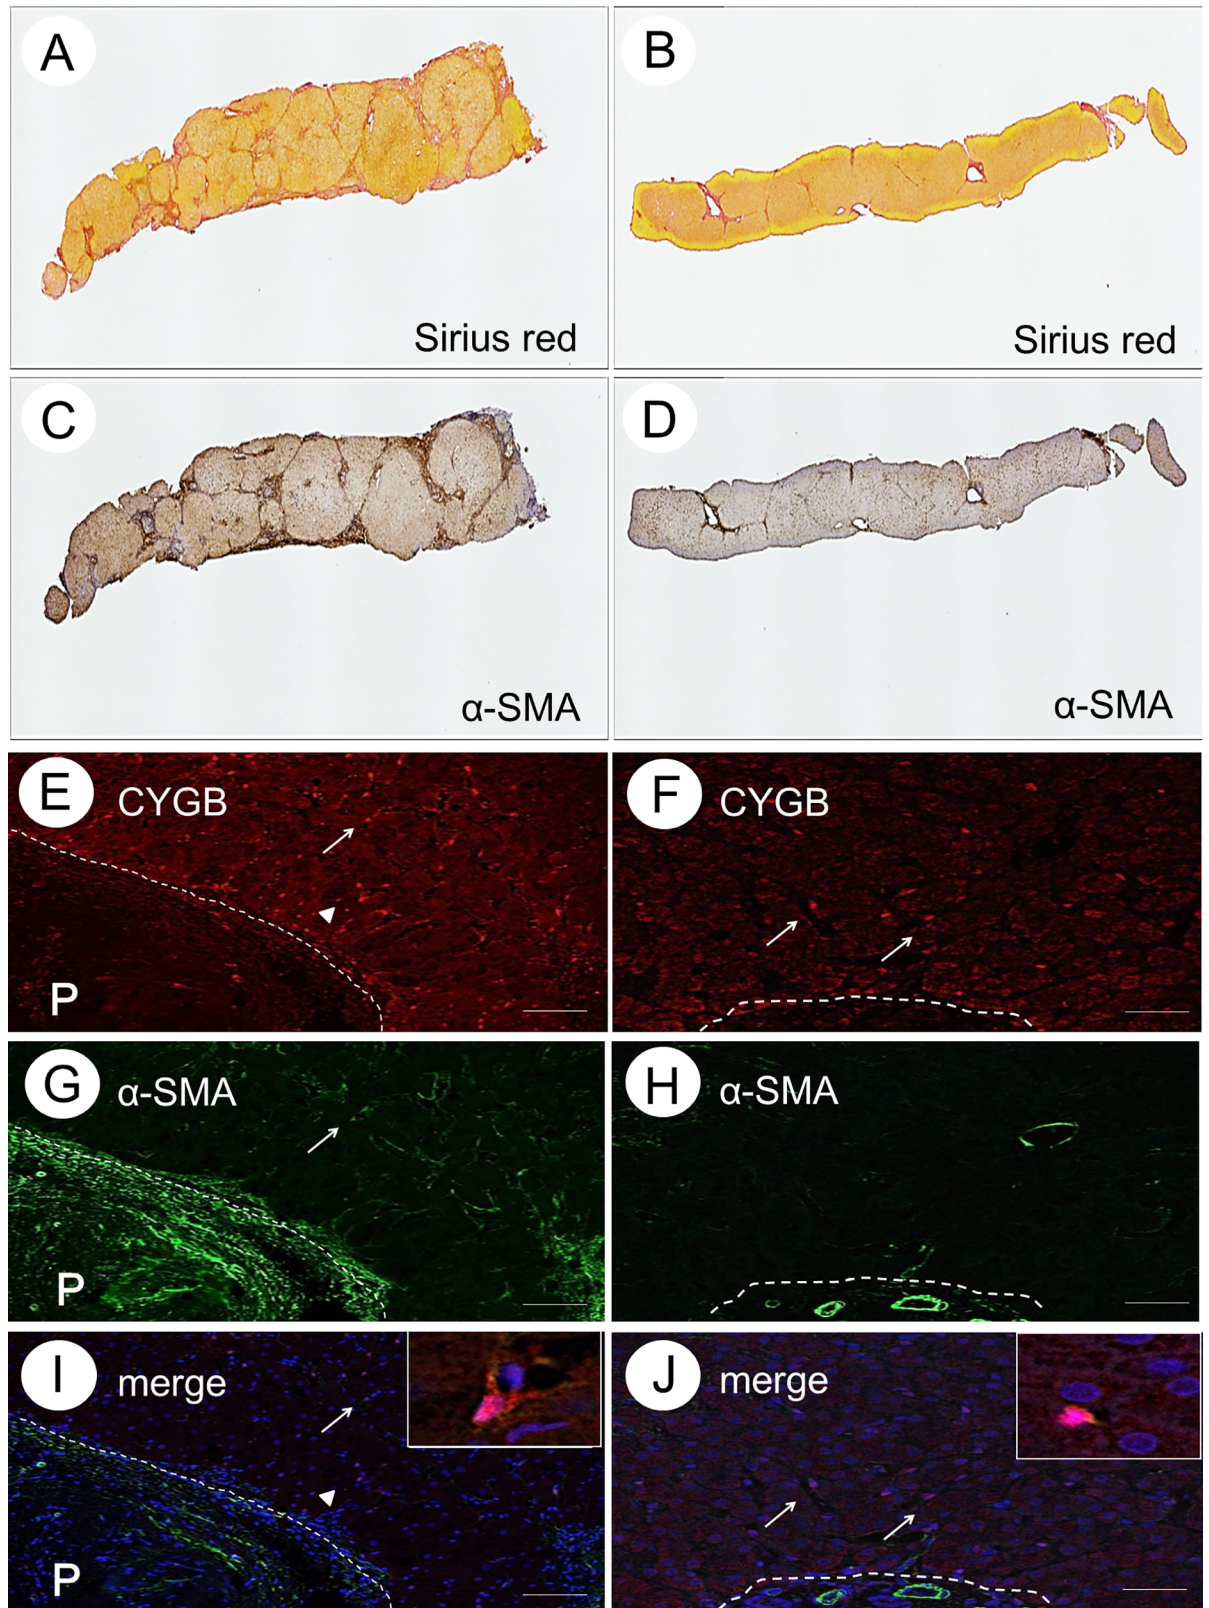 A
Sirius red
B
Sirius red
C
α-SMA
D
α-SMA
E CYGB
P
F CYGB
G α-SMA
P
H α-SMA
I merge
P
J merge